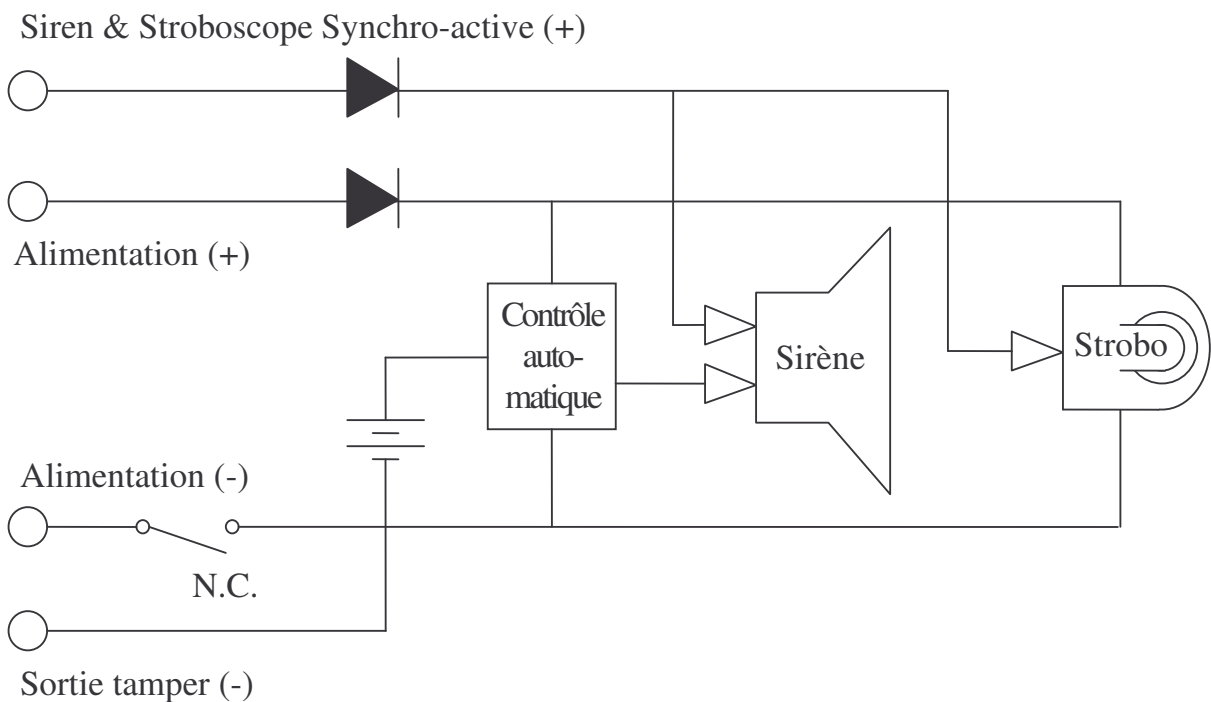 Siren & Stroboscope Synchro-active (+)
Alimentation (+)
Contrôle
auto-
matique
Sirène
Strobo
Alimentation (-)
N.C.
Sortie tamper (-)